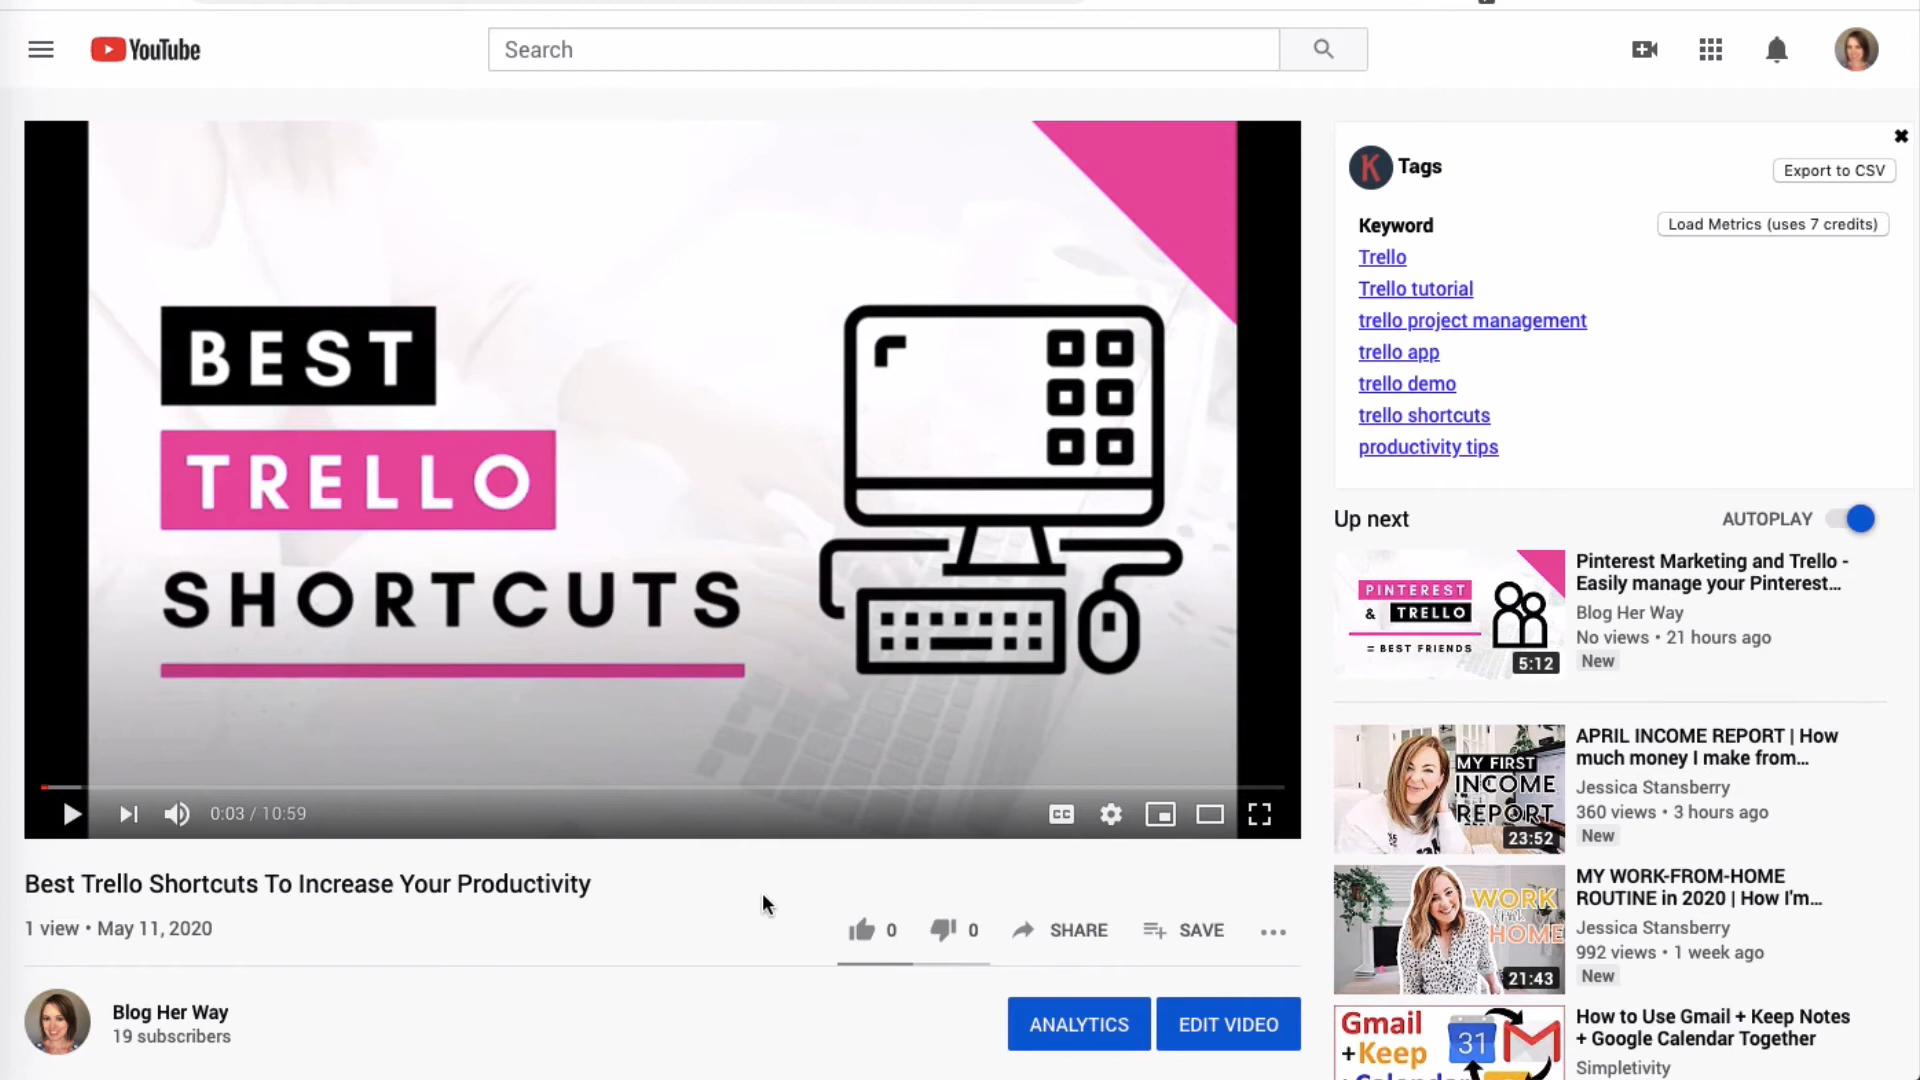 YouTube
Search
BEST
TRELLO
SHORTCUTS
0:03 / 10:59
CC
Best Trello Shortcuts To Increase Your Productivity
1 view • May 11, 2020
0
0
SHARE
SAVE
Blog Her Way
19 subscribers
ANALYTICS
EDIT VIDEO
K
Tags
Export to CSV
Keyword
Load Metrics (uses 7 credits)
Trello
Trello tutorial
trello project management
trello app
trello demo
trello shortcuts
productivity tips
Up next
AUTOPLAY
PINTEREST
& TRELLO
= BEST FRIENDS
5:12
Pinterest Marketing and Trello -
Easily manage your Pinterest...
Blog Her Way
No views • 21 hours ago
New
MY FIRST
INCOME
REPORT
23:52
APRIL INCOME REPORT | How
much money I make from...
Jessica Stansberry
360 views • 3 hours ago
New
WORK
from
HOME
21:43
MY WORK-FROM-HOME
ROUTINE in 2020 | How I'm...
Jessica Stansberry
992 views • 1 week ago
New
Gmail
+Keep
+Calendar
31
How to Use Gmail + Keep Notes
+ Google Calendar Together
Simpletivity